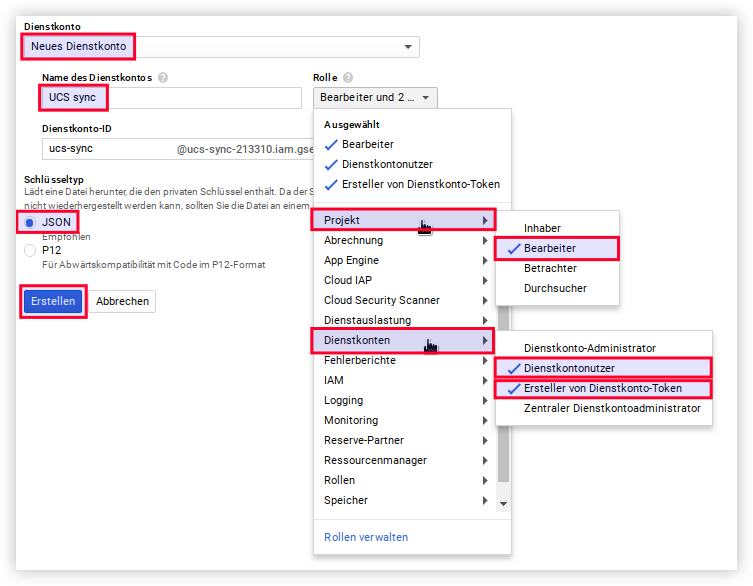 Dienstkonto
Neues Dienstkonto
Name des Dienstkontos
Rolle
UCS sync
Bearbeiter und 2 ...
Dienstkonto-ID
ucs-sync @ucs-sync-213310.iam.gse
Ausgewählt
Bearbeiter
Dienstkontonutzer
Ersteller von Dienstkonto-Token
Schlüsseltyp
Lädt eine Datei herunter, die den privaten Schlüssel enthält. Da der S
nicht wiederhergestellt werden kann, sollten Sie die Datei an einem
JSON
Empfohlen
P12
Für Abwärtskompatibilität mit Code im P12-Format
Erstellen
Abbrechen
Projekt
Abrechnung
App Engine
Cloud IAP
Cloud Security Scanner
Dienstauslastung
Dienstkonten
Fehlerberichte
IAM
Logging
Monitoring
Reserve-Partner
Ressourcenmanager
Rollen
Speicher
Rollen verwalten
Inhaber
Bearbeiter
Betrachter
Durchsucher
Dienstkonto-Administrator
Dienstkontonutzer
Ersteller von Dienstkonto-Token
Zentraler Dienstkontoadministrator